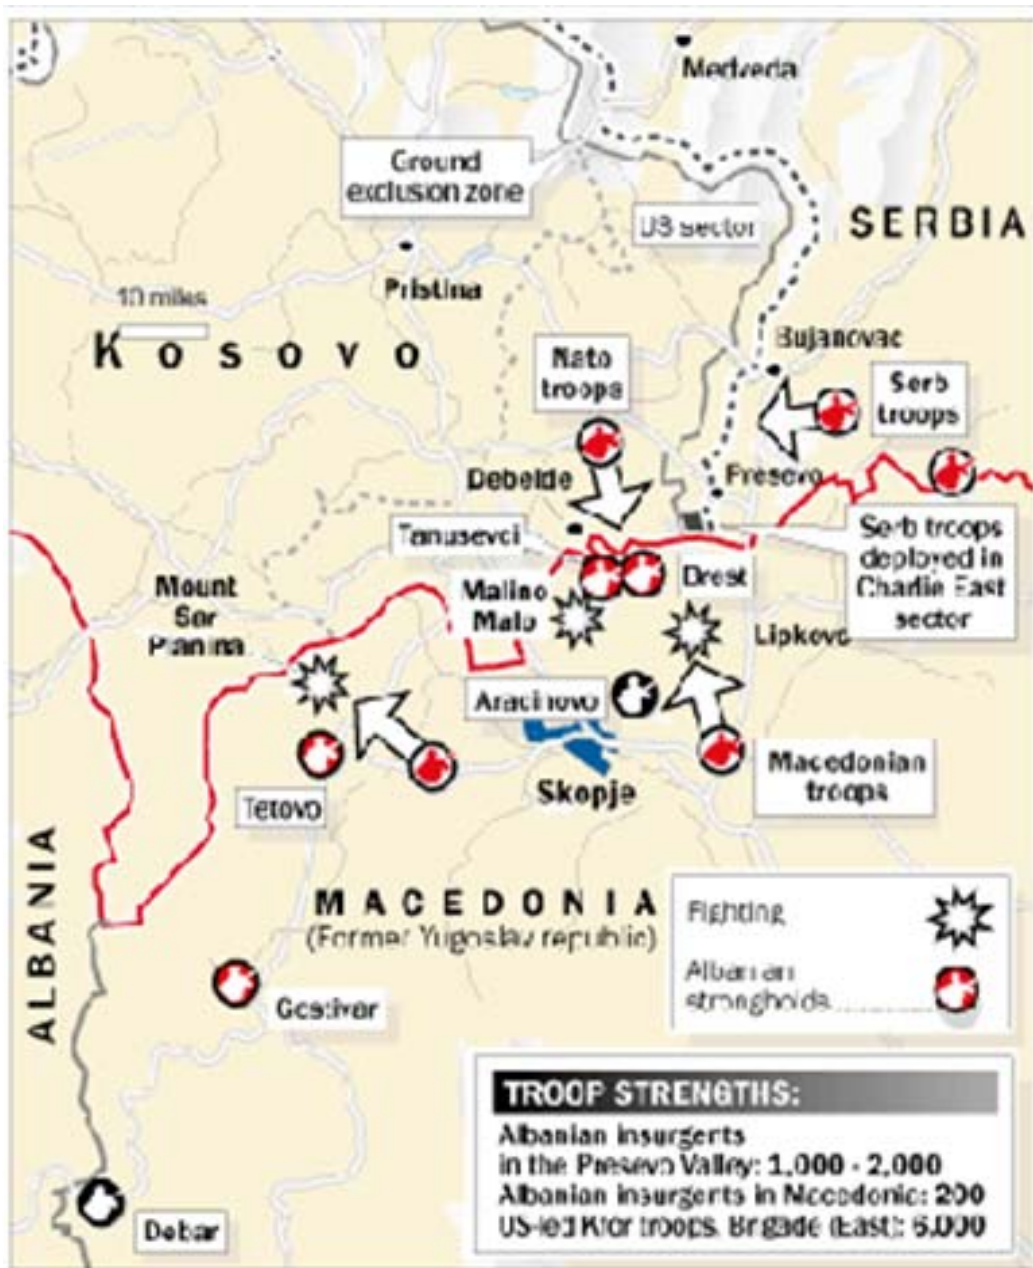 Medveda
Ground
exclusion zone
US sector
SERBIA
Pristina
10 miles
Kosovo
Bujanovac
Nato
troops
Serb
troops
Debelde
Presevo
Tanusevci
Serb troops
deployed in
Charlie East
sector
Mount
Sar
Planina
Malino
Malo
Brest
Lipkovo
Aracinovo
Skopje
Macedonian
troops
Tetovo
ALBANIA
MACEDONIA
(Former Yugoslav republic)
Fighting
Albanian
strongholds
Gostivar
TROOP STRENGTHS:
Albanian insurgents
in the Presevo Valley: 1,000 - 2,000
Albanian insurgents in Macedonia: 200
US-led Kfor troops, Brigade (East): 6,000
Debar